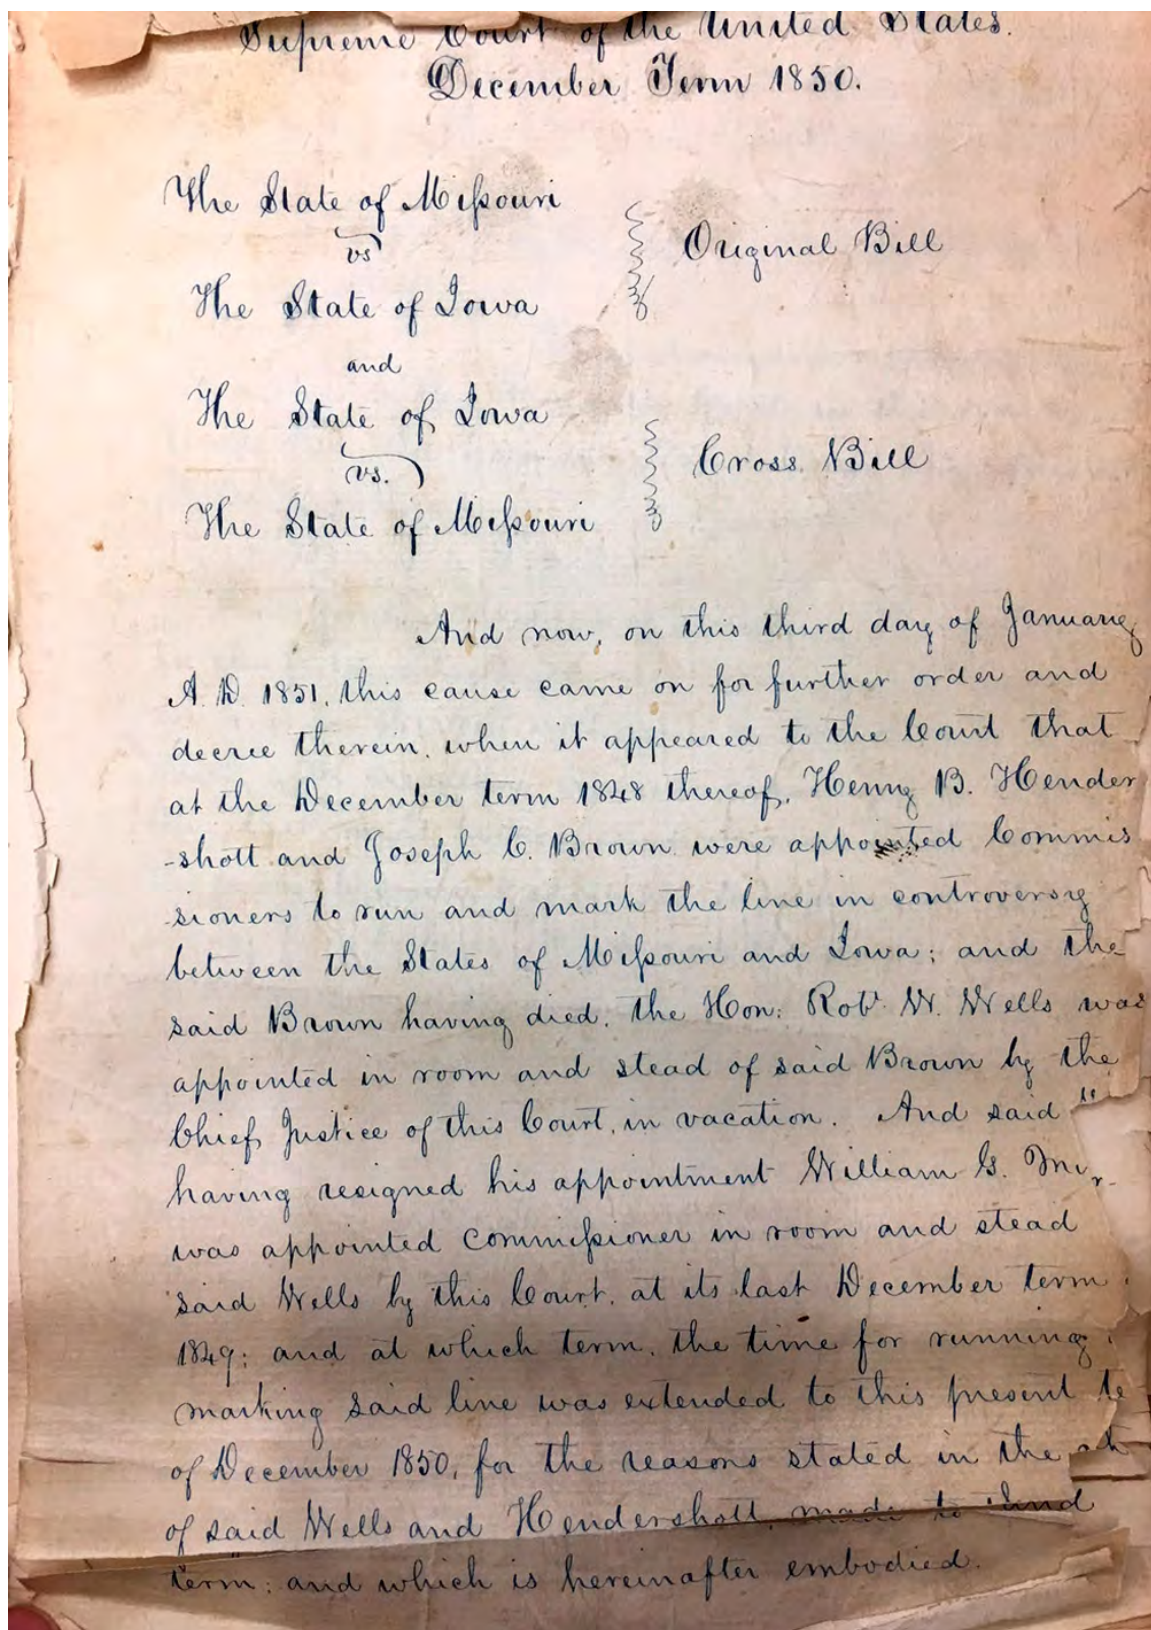 Supreme Court of the United States.
December Term 1850.
The State of Missouri
vs
Original Bill
The State of Iowa
and
The State of Iowa
vs.
Cross Bill
The State of Missouri
And now, on this third day of January
A. D. 1851, this cause came on for further order and
decree therein, when it appeared to the Court that
at the December term 1848 thereof, Henry B. Hender
-shott and Joseph C. Brown were appointed Commis
-sioners to run and mark the line in controversy
between the States of Missouri and Iowa; and the
said Brown having died, the Hon: Robt W. Wells was
appointed in room and stead of said Brown by the
Chief Justice of this Court, in vacation. And said
having resigned his appointment William G.
was appointed Commissioner in room and stead
said Wells by this Court, at its last December term
1849; and at which term, the time for running
marking said line was extended to this present te
of December 1850, for the reasons stated in the
of said Wells and Hendershott, made to
term; and which is hereinafter embodied.